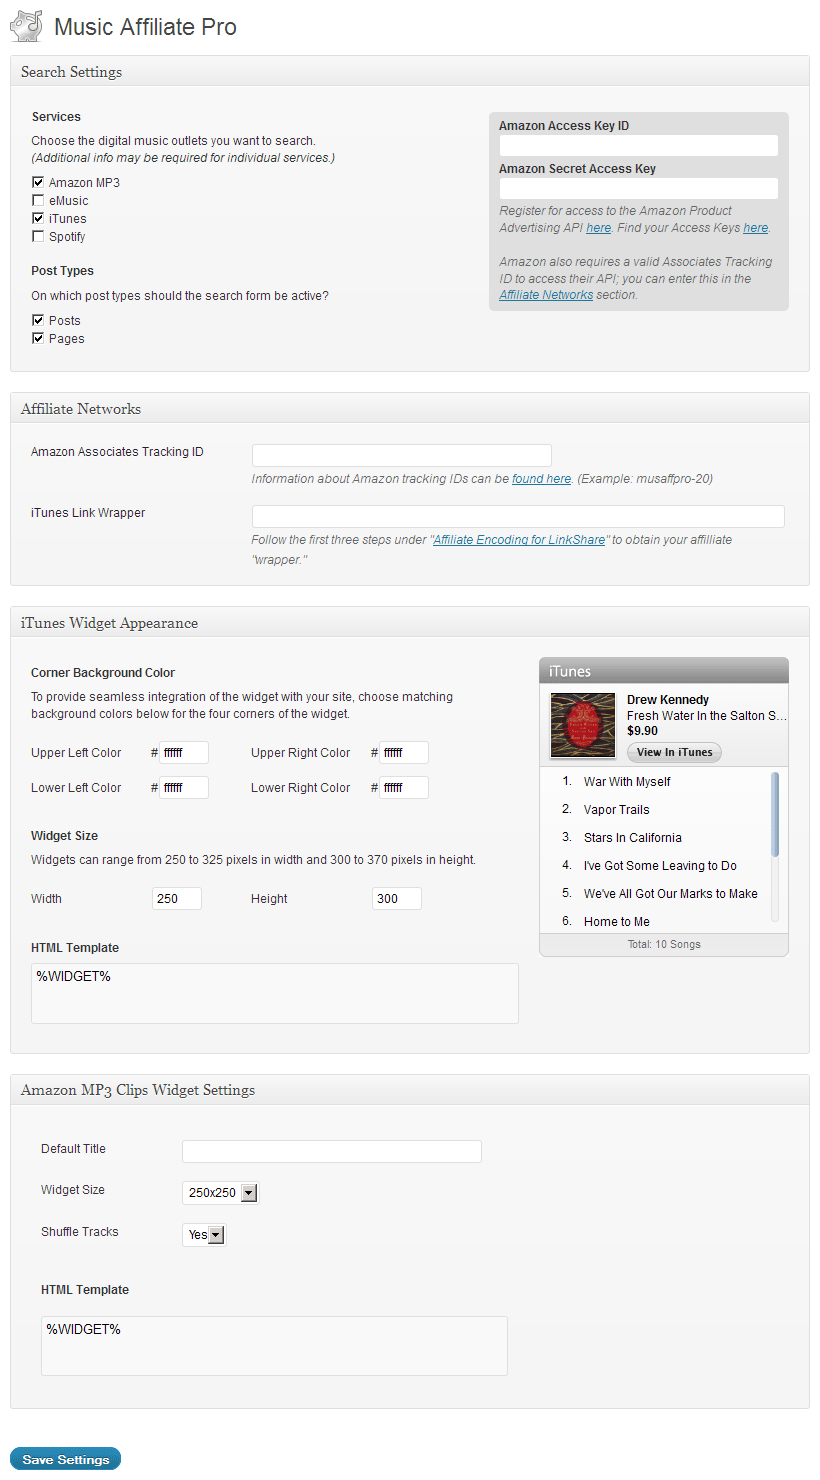 Music Affiliate Pro
Search Settings
Services
Choose the digital music outlets you want to search.
(Additional info may be required for individual services.)
Amazon MP3
eMusic
iTunes
Spotify
Post Types
On which post types should the search form be active?
Posts
Pages
Amazon Access Key ID
Amazon Secret Access Key
Register for access to the Amazon Product
Advertising API here. Find your Access Keys here.
Amazon also requires a valid Associates Tracking
ID to access their API; you can enter this in the
Affiliate Networks section.
Affiliate Networks
Amazon Associates Tracking ID
Information about Amazon tracking IDs can be found here. (Example: musaffpro-20)
iTunes Link Wrapper
Follow the first three steps under "Affiliate Encoding for LinkShare" to obtain your affilliate
"wrapper."
iTunes Widget Appearance
Corner Background Color
To provide seamless integration of the widget with your site, choose matching
background colors below for the four corners of the widget.
Upper Left Color # ffffff Upper Right Color # ffffff
Lower Left Color # ffffff Lower Right Color # ffffff
Widget Size
Widgets can range from 250 to 325 pixels in width and 300 to 370 pixels in height.
Width 250 Height 300
HTML Template
%WIDGET%
iTunes
Drew Kennedy
Fresh Water In the Salton S...
$9.90
View In iTunes
1. War With Myself
2. Vapor Trails
3. Stars In California
4. I've Got Some Leaving to Do
5. We've All Got Our Marks to Make
6. Home to Me
Total: 10 Songs
Amazon MP3 Clips Widget Settings
Default Title
Widget Size 250x250
Shuffle Tracks Yes
HTML Template
%WIDGET%
Save Settings